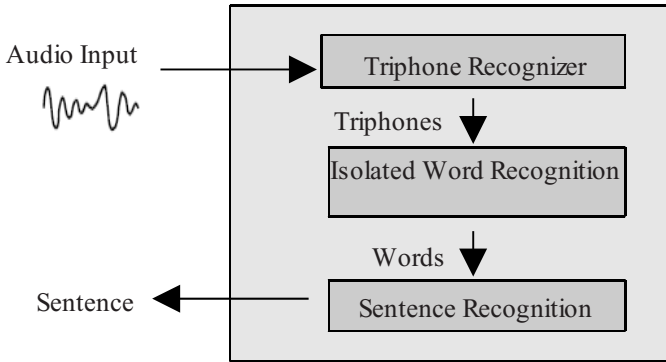 Audio Input
Triphone Recognizer
Triphones
Isolated Word Recognition
Words
Sentence
Sentence Recognition